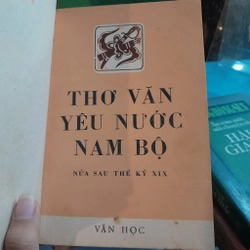 THƠ VĂN
YÊU NƯỚC
NAM BỘ
NỬA SAU THẾ KỶ XIX
VĂN HỌC